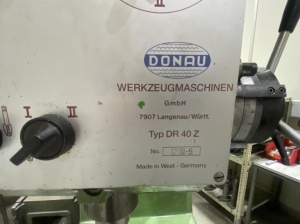 II
DONAU
WERKZEUGMASCHINEN
GmbH
7907 Langenau/Württ.
I II
Typ DR 40 Z
No.
Made in West - Germany